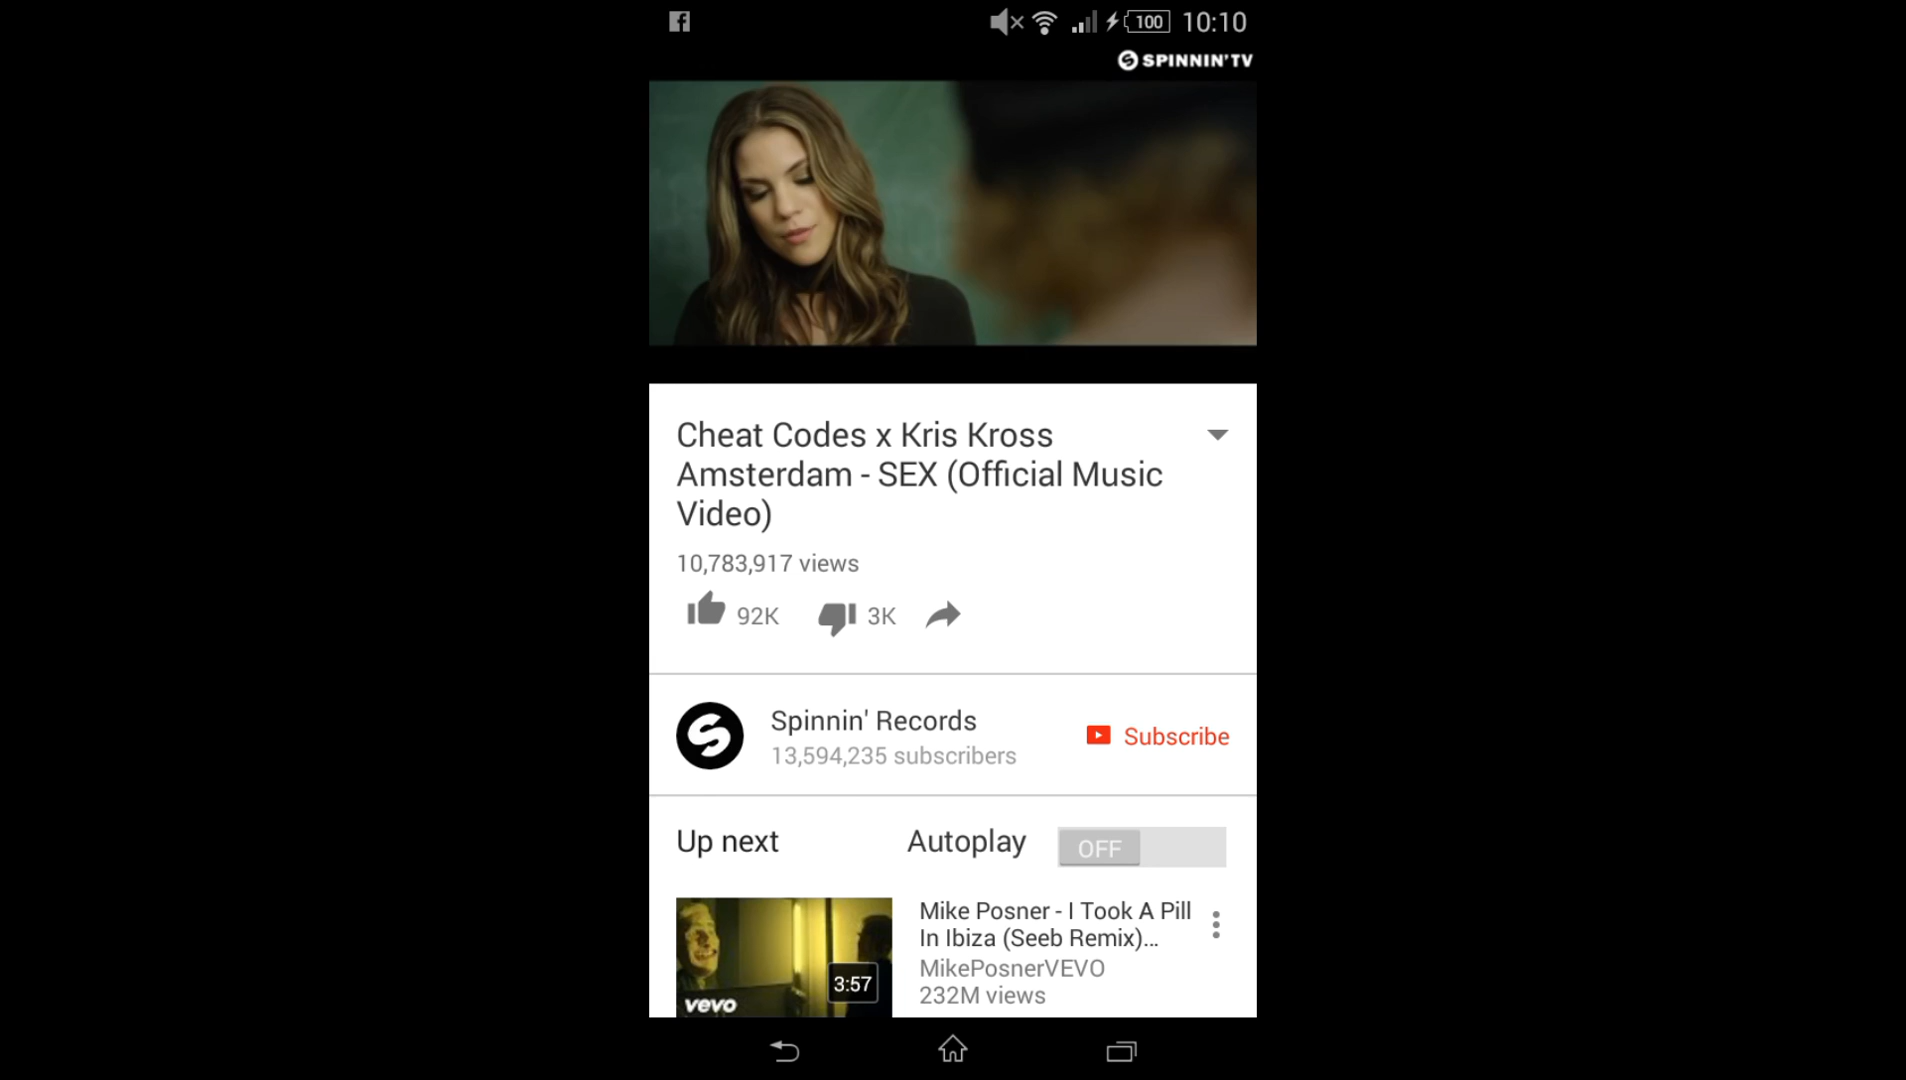 100 10:10
SPINNIN'TV
Cheat Codes x Kris Kross
Amsterdam - SEX (Official Music
Video)
10,783,917 views
92K 3K
Spinnin' Records
13,594,235 subscribers
Subscribe
Up next
Autoplay
OFF
Mike Posner - I Took A Pill
In Ibiza (Seeb Remix)...
MikePosnerVEVO
232M views
3:57
vevo